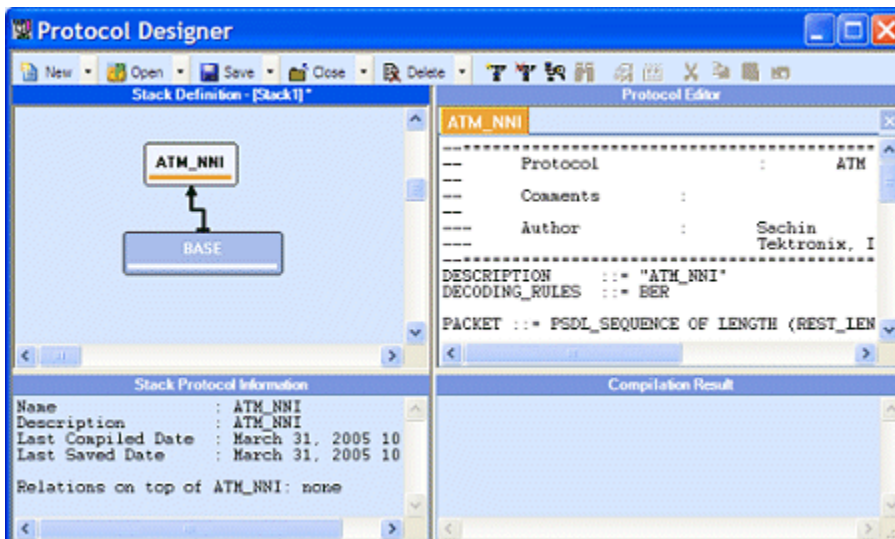 Protocol Designer
New Open Save Close Delete
Stack Definition - [Stack1]*
ATM_NNI
BASE
Protocol Editor
ATM_NNI
-- Protocol : ATM
--
-- Comments :
--
--- Author : Sachin
--- Tektronix, I
DESCRIPTION ::= "ATM_NNI"
DECODING_RULES ::= BER
PACKET ::= PSDL_SEQUENCE OF LENGTH (REST_LEN
Stack Protocol Information
Name : ATM_NNI
Description : ATM_NNI
Last Compiled Date : March 31, 2005 10
Last Saved Date : March 31, 2005 10
Relations on top of ATM_NNI: none
Compilation Result